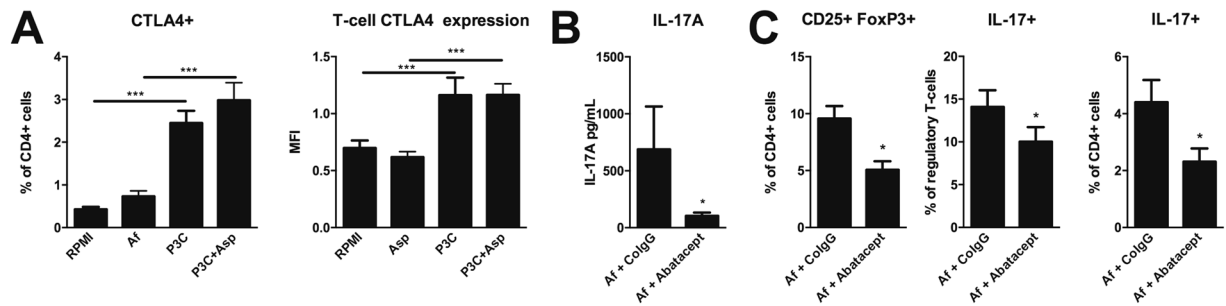 A
CTLA4+
% of CD4+ cells
4
3
2
1
0
***
***
RPMI
Af
P3C
P3C+Asp
T-cell CTLA4 expression
MFI
1.5
1.0
0.5
0.0
***
***
RPMI
Asp
P3C
P3C+Asp
B
IL-17A
IL-17A pg/mL
1500
1000
500
0
*
Af + CoIgG
Af + Abatacept
C
CD25+ FoxP3+
% of CD4+ cells
15
10
5
0
*
Af + CoIgG
Af + Abatacept
IL-17+
% of regulatory T-cells
20
15
10
5
0
*
Af + CoIgG
Af + Abatacept
IL-17+
% of CD4+ cells
6
4
2
0
*
Af + CoIgG
Af + Abatacept